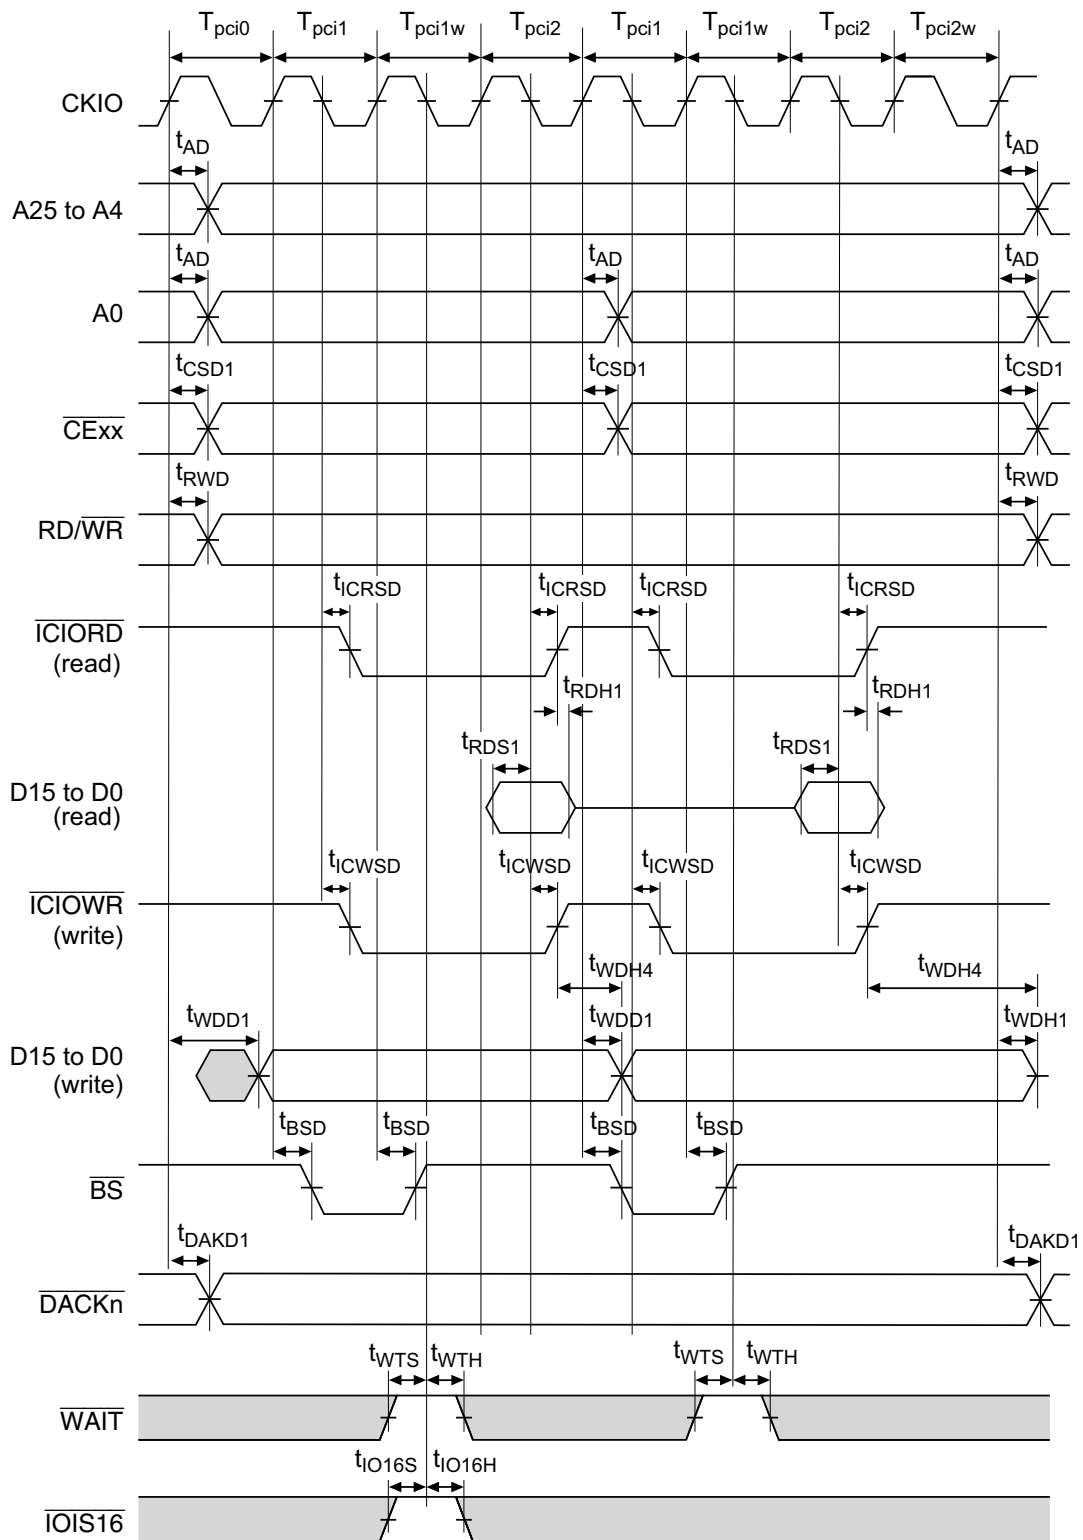 Tpci0 Tpci1 Tpci1w Tpci2 Tpci1 Tpci1w Tpci2 Tpci2w
CKIO
tAD tAD
A25 to A4
tAD tAD tAD
A0
tCSD1 tCSD1 tCSD1
CExx
tRWD tRWD
RD/WR
tICRSD tICRSD tICRSD tICRSD
ICIORD
(read)
tRDH1 tRDH1
tRDS1 tRDS1
D15 to D0
(read)
tICWSD tICWSD tICWSD tICWSD
ICIOWR
(write)
tWDH4 tWDH4
tWDD1 tWDD1 tWDH1
D15 to D0
(write)
tBSD tBSD tBSD tBSD
BS
tDAKD1 tDAKD1
DACKn
tWTS tWTH tWTS tWTH
WAIT
tIO16S tIO16H
IOIS16